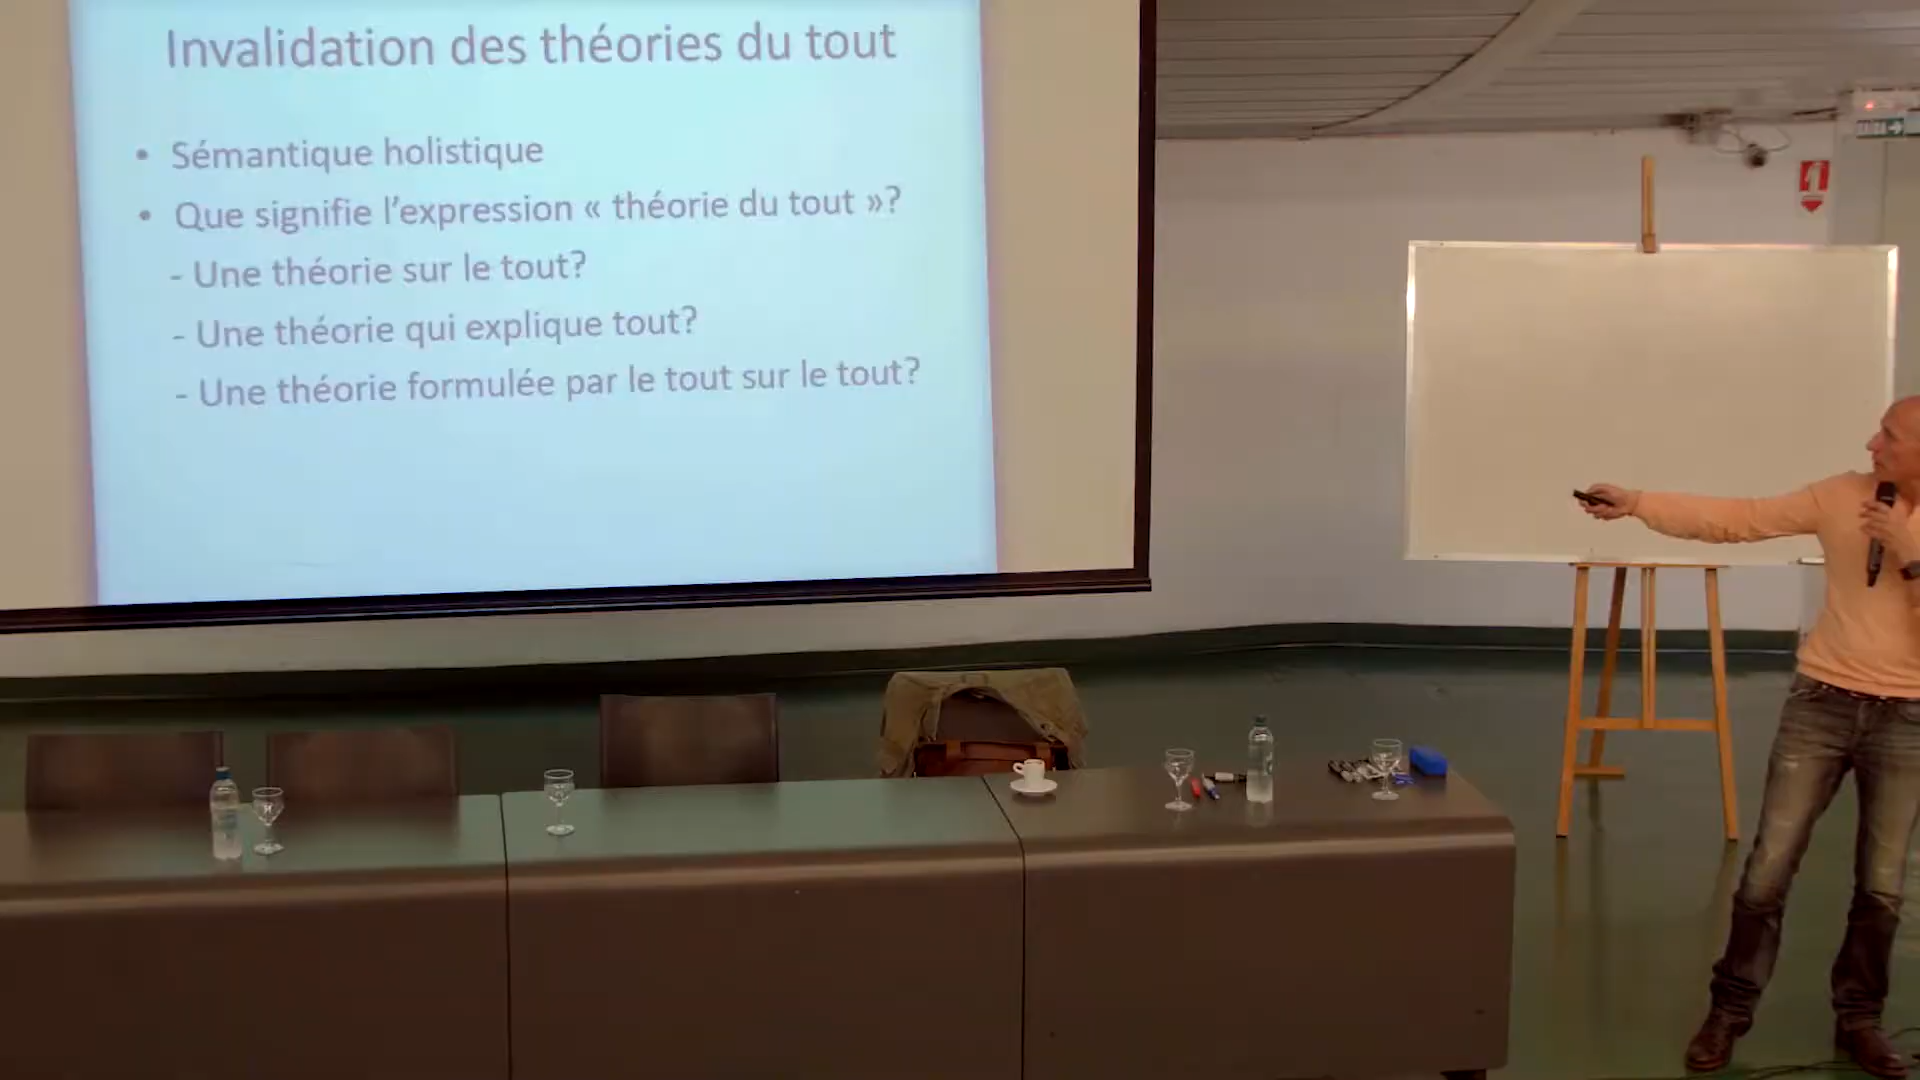 Invalidation des théories du tout
• Sémantique holistique
• Que signifie l'expression « théorie du tout »?
- Une théorie sur le tout?
- Une théorie qui explique tout?
- Une théorie formulée par le tout sur le tout?